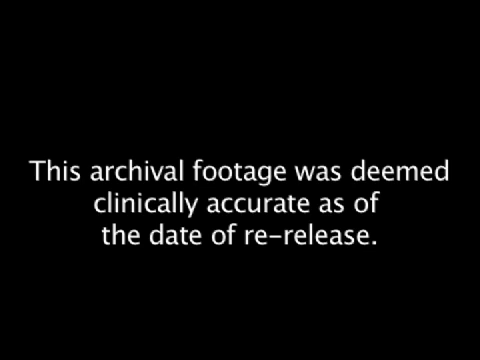 This archival footage was deemed
clinically accurate as of
the date of re-release.